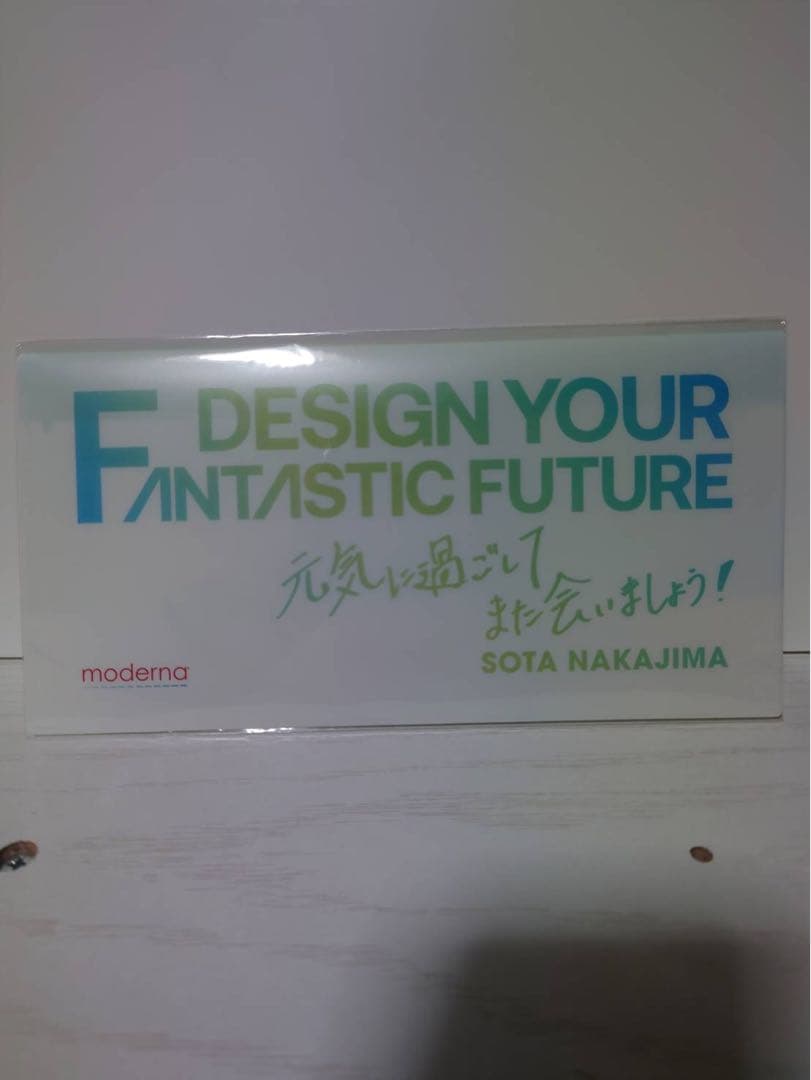 DESIGN YOUR
FANTASTIC FUTURE
元気に過ごして
また会いましょう!
SOTA NAKAJIMA
moderna